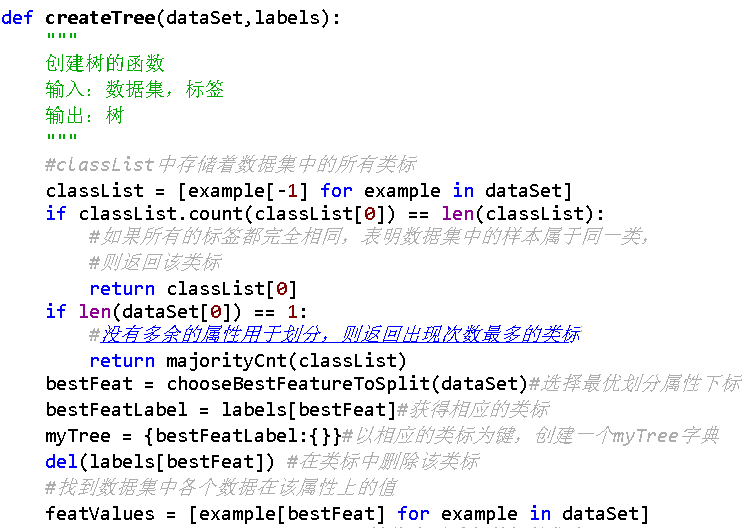 def createTree(dataSet,labels):
    """
    创建树的函数
    输入：数据集，标签
    输出：树
    """
    #classList中存储着数据集中的所有类标
    classList = [example[-1] for example in dataSet]
    if classList.count(classList[0]) == len(classList):
        #如果所有的标签都完全相同，表明数据集中的样本属于同一类，
        #则返回该类标
        return classList[0]
    if len(dataSet[0]) == 1:
        #没有多余的属性用于划分，则返回出现次数最多的类标
        return majorityCnt(classList)
    bestFeat = chooseBestFeatureToSplit(dataSet)#选择最优划分属性下标
    bestFeatLabel = labels[bestFeat]#获得相应的类标
    myTree = {bestFeatLabel:{}}#以相应的类标为键，创建一个myTree字典
    del(labels[bestFeat]) #在类标中删除该类标
    #找到数据集中各个数据在该属性上的值
    featValues = [example[bestFeat] for example in dataSet]